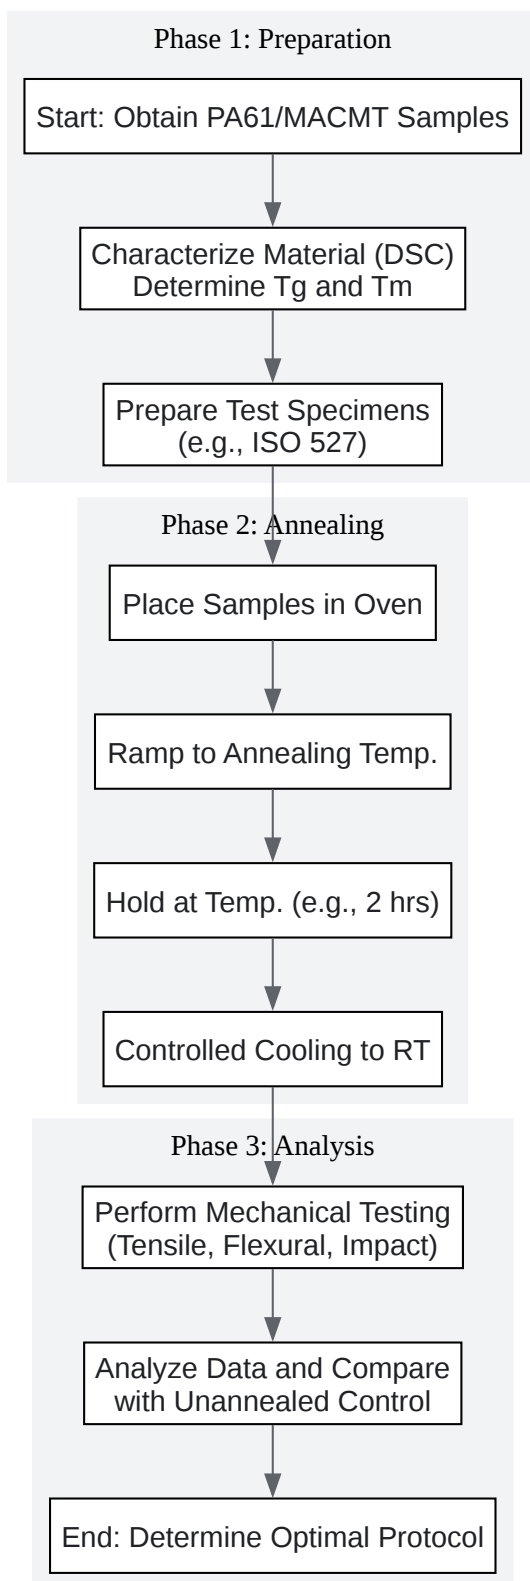 Phase 1: Preparation
Start: Obtain PA61/MACMT Samples
Characterize Material (DSC)
Determine Tg and Tm
Prepare Test Specimens
(e.g., ISO 527)
Phase 2: Annealing
Place Samples in Oven
Ramp to Annealing Temp.
Hold at Temp. (e.g., 2 hrs)
Controlled Cooling to RT
Phase 3: Analysis
Perform Mechanical Testing
(Tensile, Flexural, Impact)
Analyze Data and Compare
with Unannealed Control
End: Determine Optimal Protocol